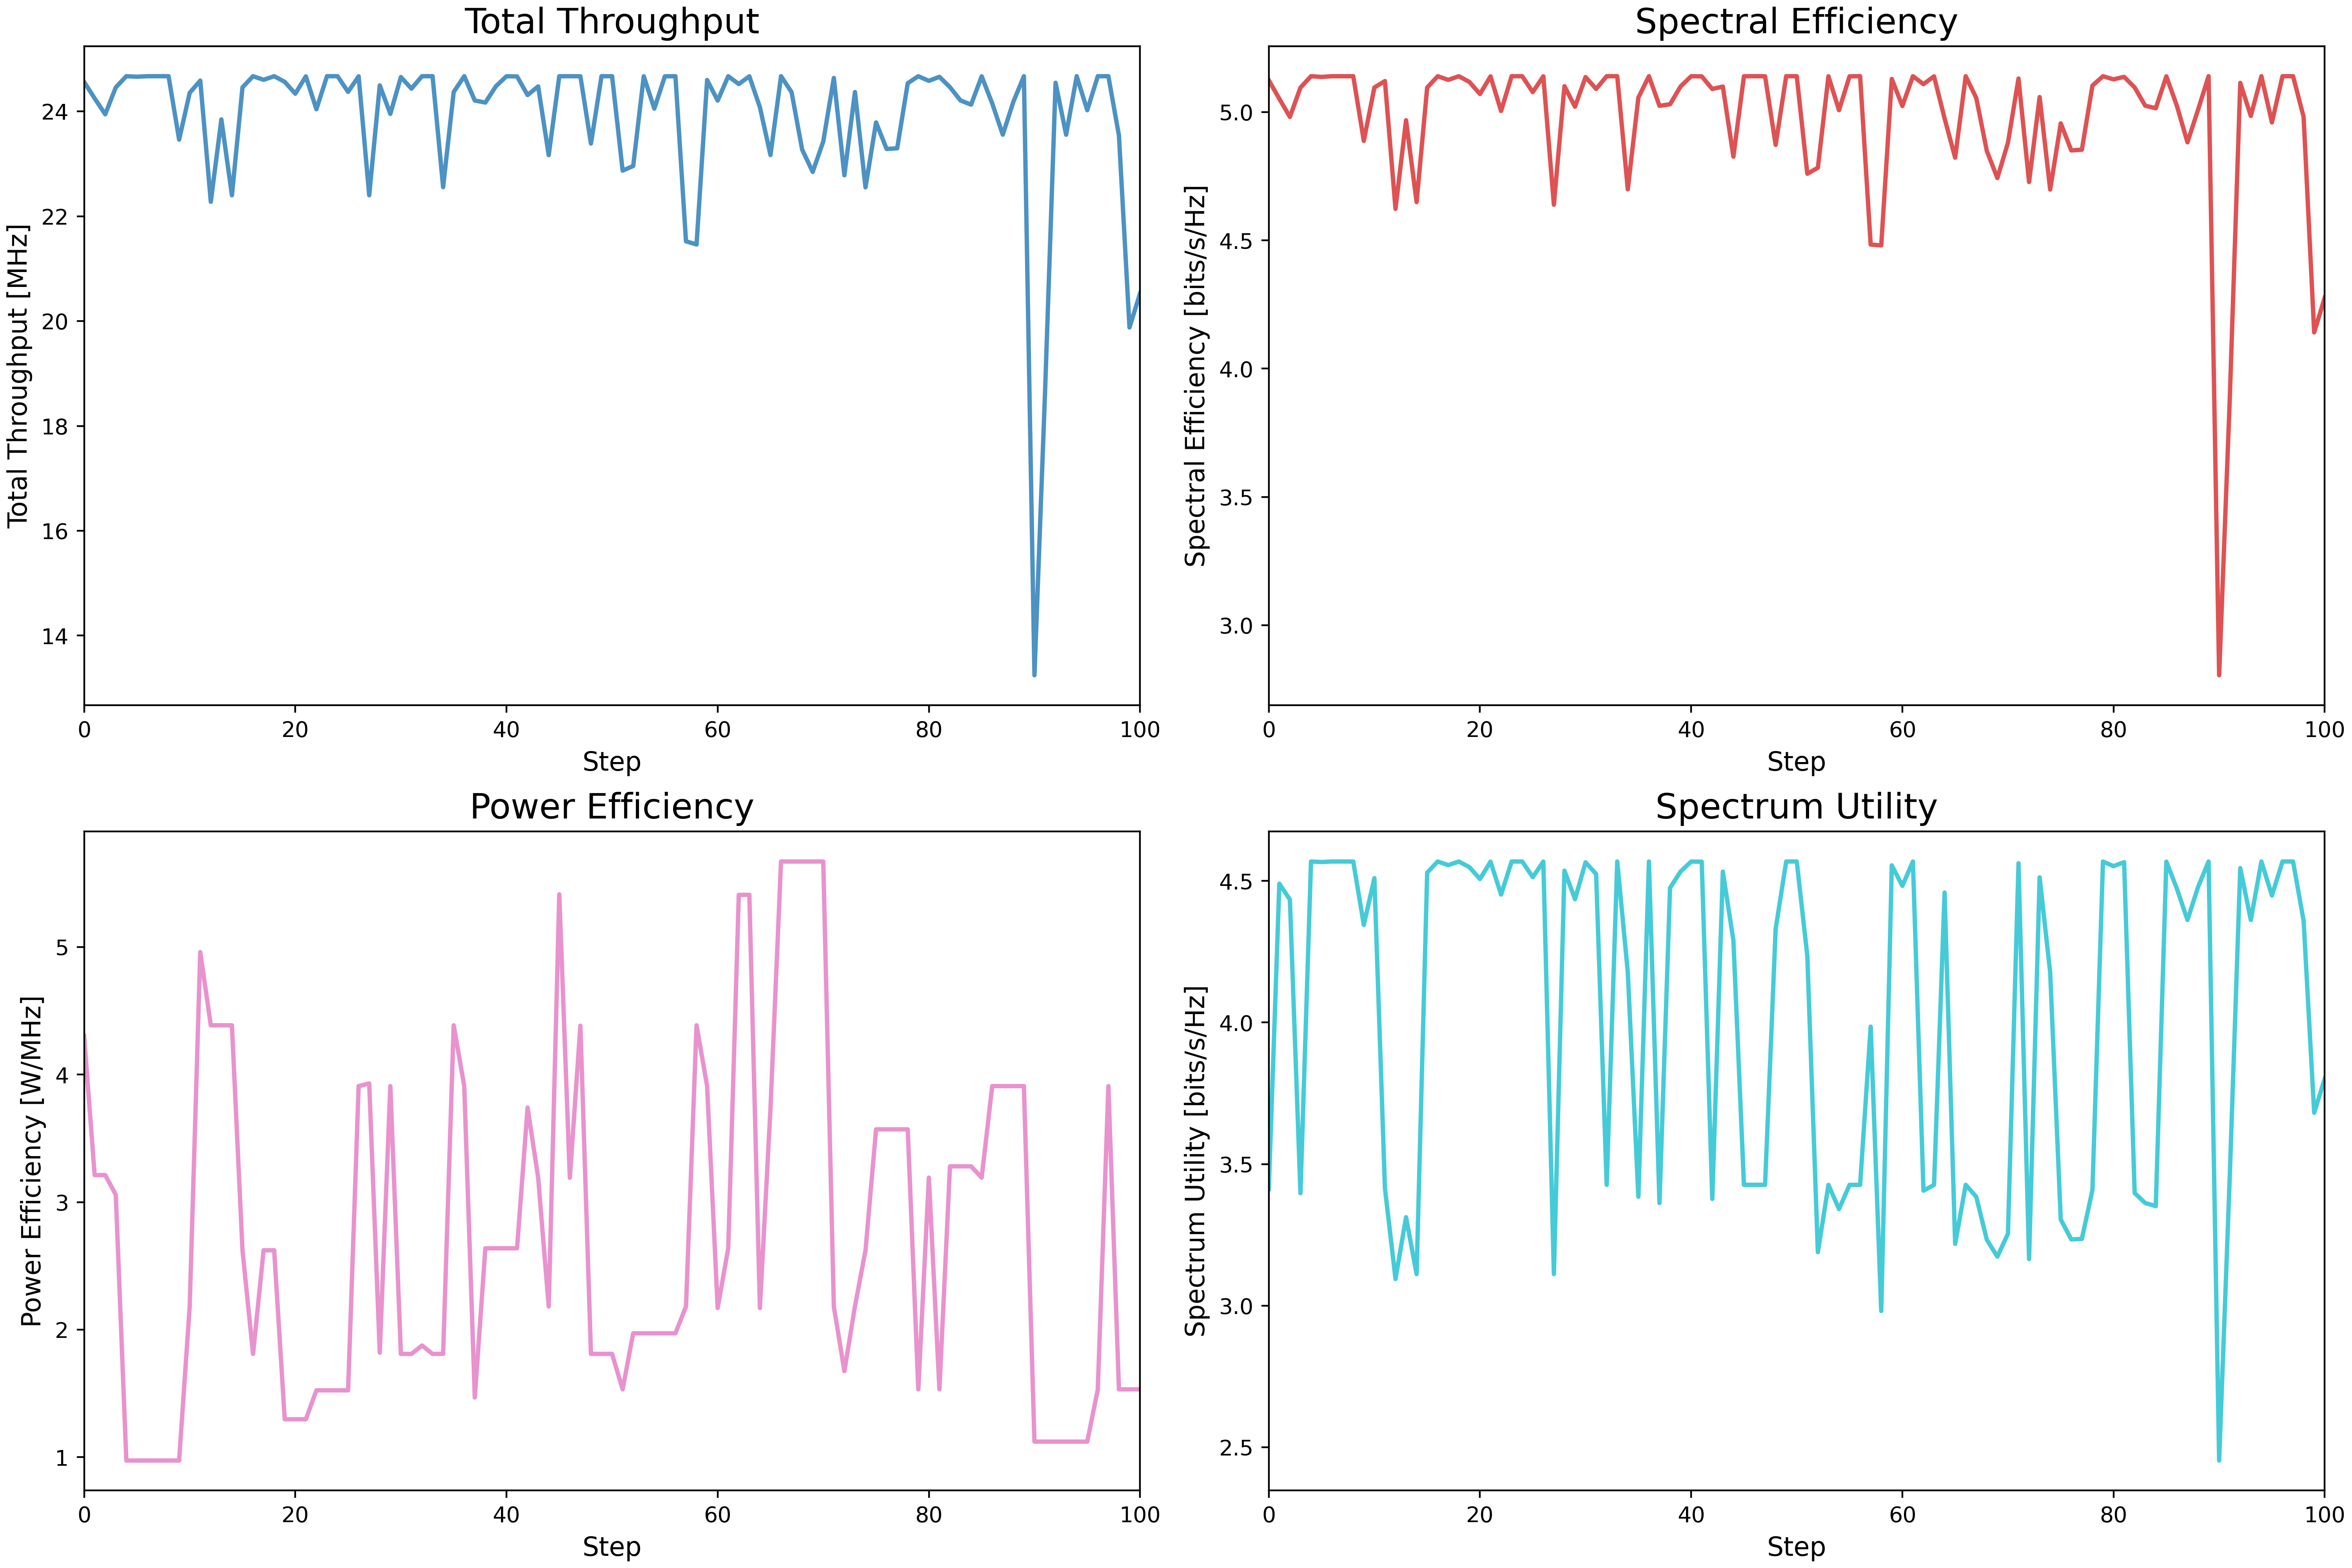 Total Throughput
Total Throughput [MHz]
24
22
20
18
16
14
0 20 40 60 80 100
Step
Spectral Efficiency
Spectral Efficiency [bits/s/Hz]
5.0
4.5
4.0
3.5
3.0
0 20 40 60 80 100
Step
Power Efficiency
Power Efficiency [W/MHz]
5
4
3
2
1
0 20 40 60 80 100
Step
Spectrum Utility
Spectrum Utility [bits/s/Hz]
4.5
4.0
3.5
3.0
2.5
0 20 40 60 80 100
Step